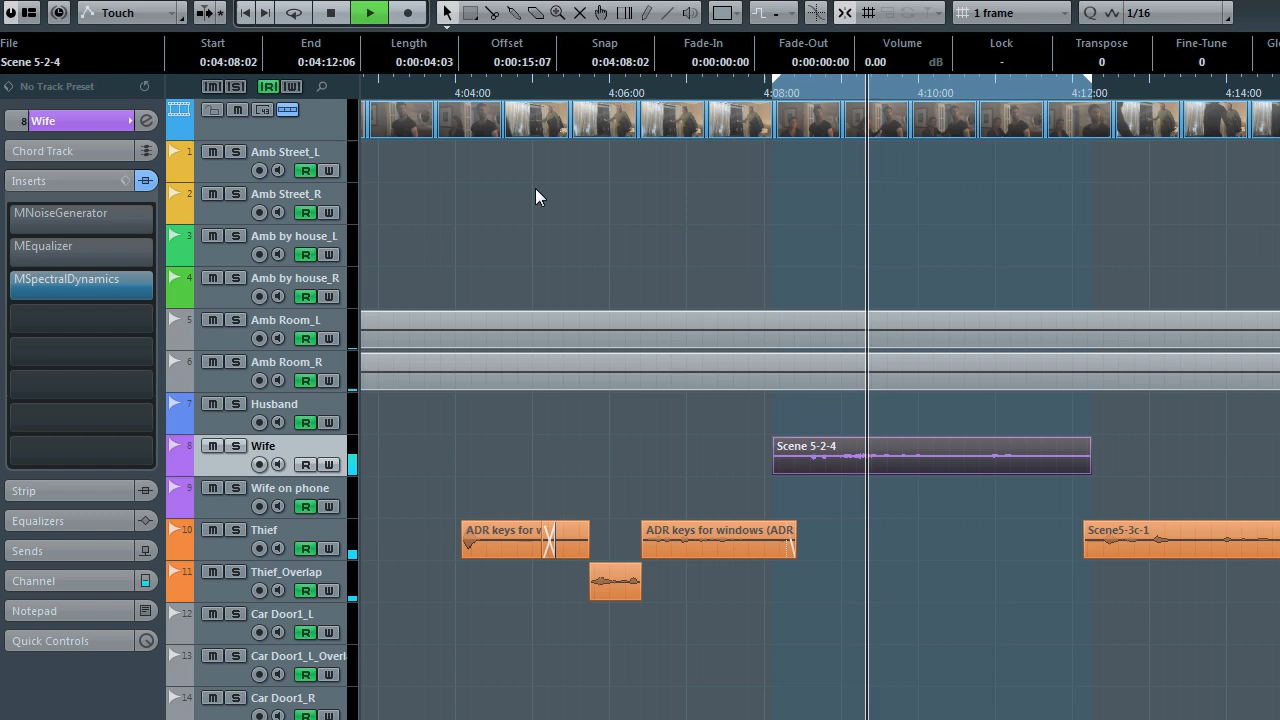 Touch
1 frame
Q
1/16
File
Start
End
Length
Offset
Snap
Fade-In
Fade-Out
Volume
Lock
Transpose
Fine-Tune
Scene 5-2-4
0:04:08:02
0:04:12:06
0:00:04:03
0:00:15:07
0:04:08:02
0:00:00:00
0:00:00:00
0.00
dB
-
0
0
No Track Preset
M S R W
4:04:00
4:06:00
4:08:00
4:10:00
4:12:00
4:14:00
8 Wife
Chord Track
Inserts
MNoiseGenerator
MEqualizer
MSpectralDynamics
Strip
Equalizers
Sends
Channel
Notepad
Quick Controls
m
1 m S Amb Street_L
R W
2 m S Amb Street_R
R W
3 m S Amb by house_L
R W
4 m S Amb by house_R
R W
5 m S Amb Room_L
R W
6 m S Amb Room_R
R W
7 m S Husband
R W
8 m S Wife
R W
Scene 5-2-4
9 m S Wife on phone
R W
10 m S Thief
R W
ADR keys for w
ADR keys for windows (ADR
Scene5-3c-1
11 m S Thief_Overlap
R W
12 m S Car Door1_L
R W
13 m S Car Door1_L_Overl
R W
14 m S Car Door1_R
R W